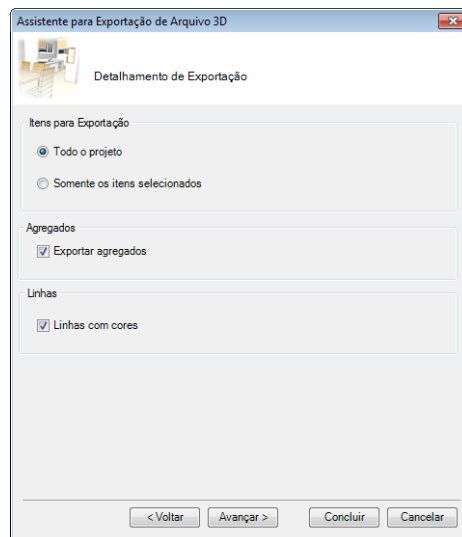 Assistente para Exportação de Arquivo 3D
Detalhamento de Exportação
Itens para Exportação
Todo o projeto
Somente os itens selecionados
Agregados
Exportar agregados
Linhas
Linhas com cores
< Voltar Avançar > Concluir Cancelar